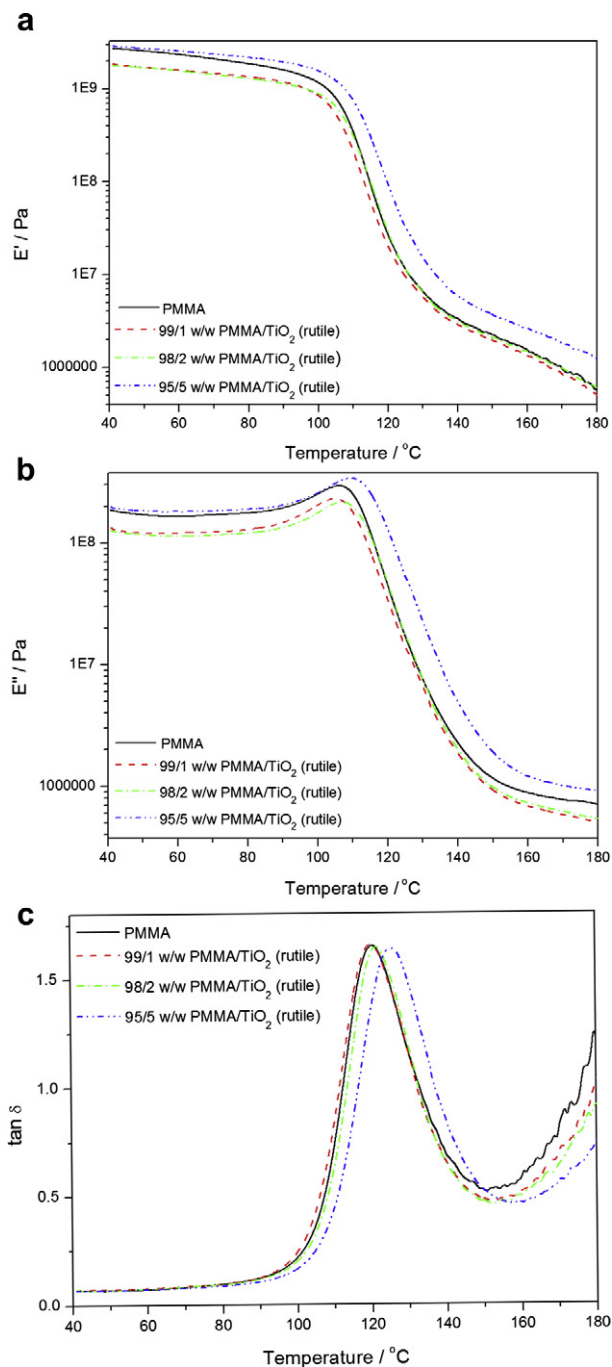 a
1E9
1E8
1E7
1000000
E' / Pa
PMMA
99/1 w/w PMMA/TiO2 (rutile)
98/2 w/w PMMA/TiO2 (rutile)
95/5 w/w PMMA/TiO2 (rutile)
40 60 80 100 120 140 160 180
Temperature / °C
b
1E8
1E7
1000000
E'' / Pa
PMMA
99/1 w/w PMMA/TiO2 (rutile)
98/2 w/w PMMA/TiO2 (rutile)
95/5 w/w PMMA/TiO2 (rutile)
40 60 80 100 120 140 160 180
Temperature / °C
c
PMMA
99/1 w/w PMMA/TiO2 (rutile)
98/2 w/w PMMA/TiO2 (rutile)
95/5 w/w PMMA/TiO2 (rutile)
1.5
1.0
0.5
0.0
tan δ
40 60 80 100 120 140 160 180
Temperature / °C